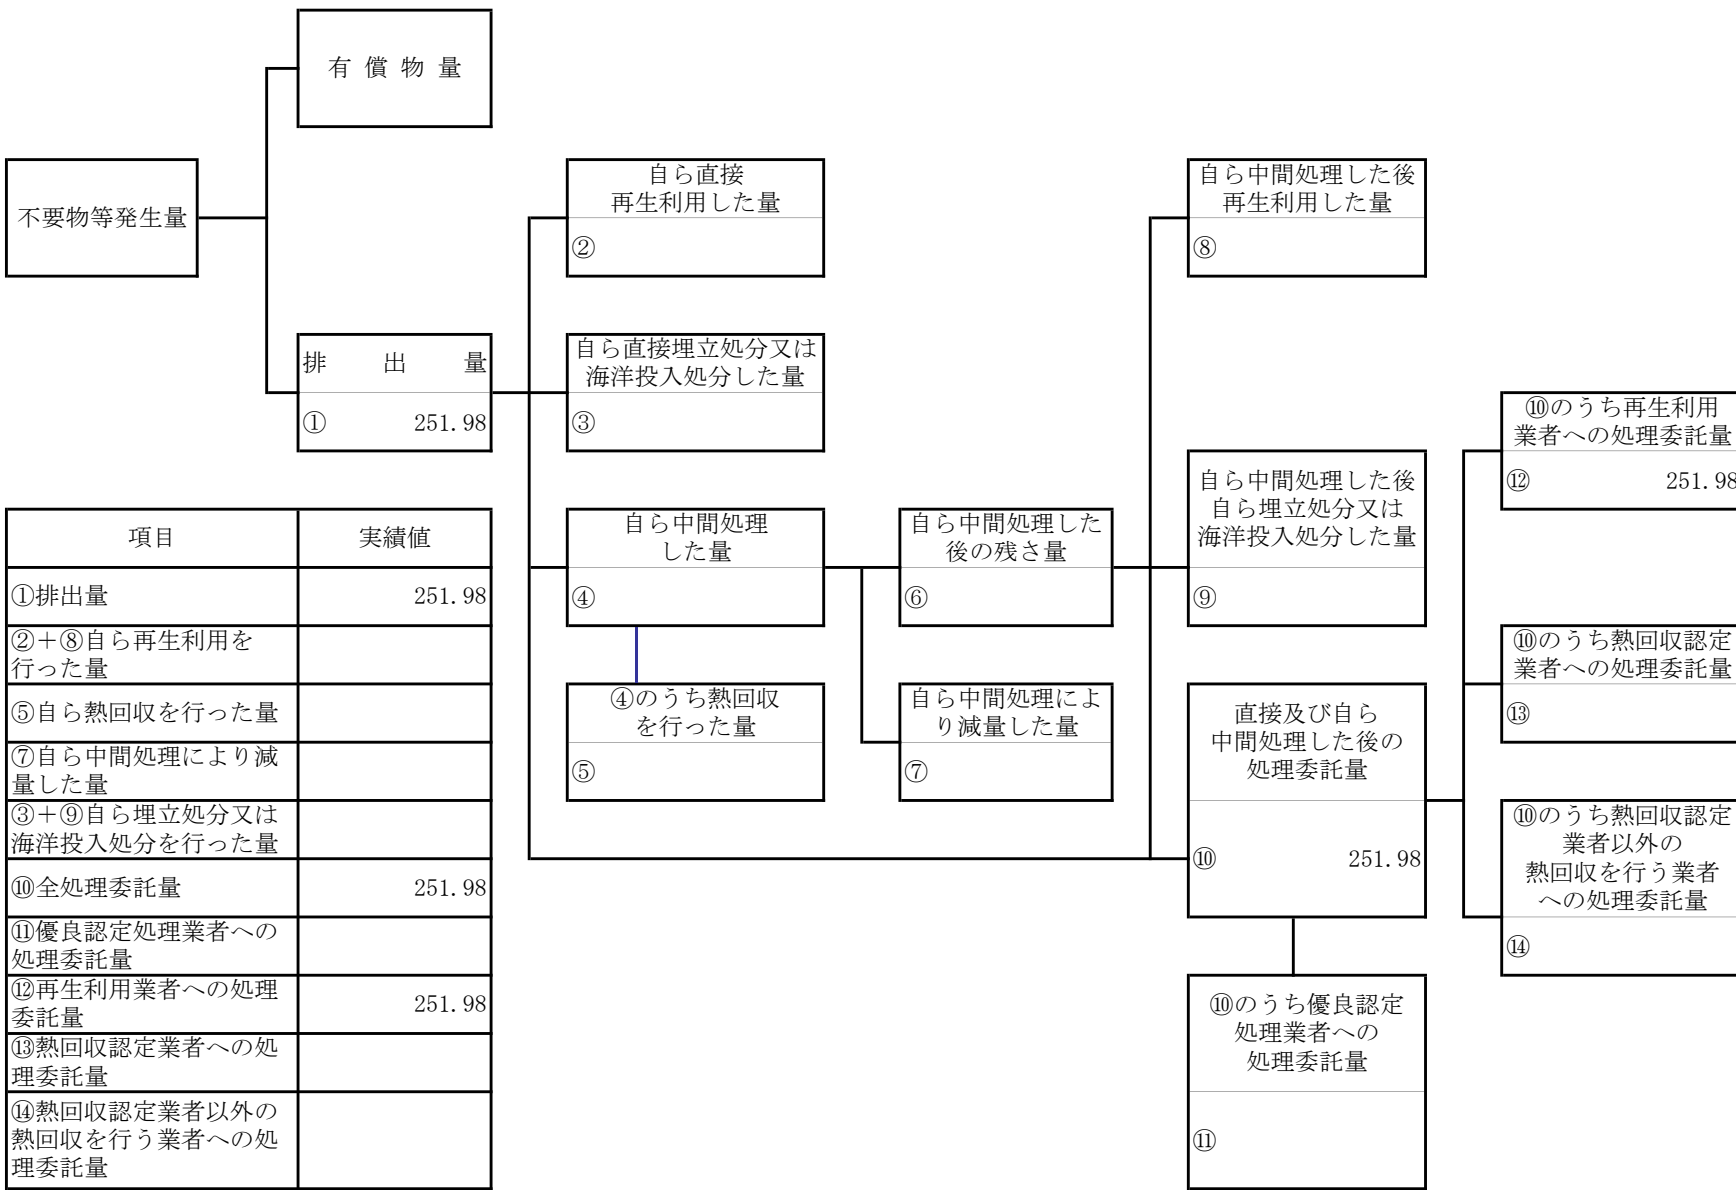 有 償 物 量
不要物等発生量
自ら直接
再生利用した量
②
自ら中間処理した後
再生利用した量
⑧
排 出 量
① 251.98
自ら直接埋立処分又は
海洋投入処分した量
③
⑩のうち再生利用
業者への処理委託量
⑫ 251.98
自ら中間処理した後
自ら埋立処分又は
海洋投入処分した量
⑨
自ら中間処理
した量
④
自ら中間処理した
後の残さ量
⑥
⑩のうち熱回収認定
業者への処理委託量
⑬
④のうち熱回収
を行った量
⑤
自ら中間処理によ
り減量した量
⑦
直接及び自ら
中間処理した後の
処理委託量
⑩ 251.98
⑩のうち熱回収認定
業者以外の
熱回収を行う業者
への処理委託量
⑭
⑩のうち優良認定
処理業者への
処理委託量
⑪
項目 実績値
①排出量 251.98
②+⑧自ら再生利用を
行った量
⑤自ら熱回収を行った量
⑦自ら中間処理により減
量した量
③+⑨自ら埋立処分又は
海洋投入処分を行った量
⑩全処理委託量 251.98
⑪優良認定処理業者への
処理委託量
⑫再生利用業者への処理
委託量 251.98
⑬熱回収認定業者への処
理委託量
⑭熱回収認定業者以外の
熱回収を行う業者への処
理委託量